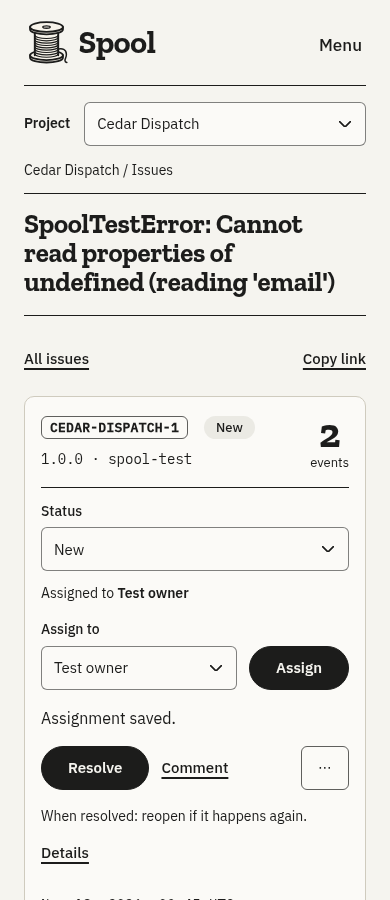 Spool
Menu
Project
Cedar Dispatch
Cedar Dispatch / Issues
SpoolTestError: Cannot
read properties of
undefined (reading 'email')
All issues
Copy link
CEDAR-DISPATCH-1
New
2
1.0.0 · spool-test
events
Status
New
Assigned to Test owner
Assign to
Test owner
Assign
Assignment saved.
Resolve
Comment
...
When resolved: reopen if it happens again.
Details